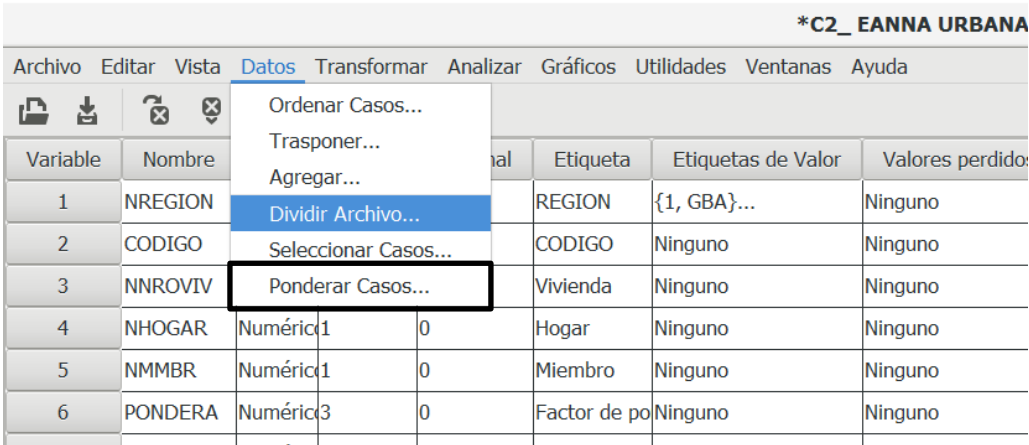 *C2_ EANNA URBANA
Archivo Editar Vista Datos Transformar Analizar Gráficos Utilidades Ventanas Ayuda
Ordenar Casos...
Trasponer...
Agregar...
Dividir Archivo...
Seleccionar Casos...
Ponderar Casos...
Variable Nombre nal Etiqueta Etiquetas de Valor Valores perdidos
1 NREGION REGION {1, GBA}... Ninguno
2 CODIGO CODIGO Ninguno Ninguno
3 NNROVIV Vivienda Ninguno Ninguno
4 NHOGAR Numérico 1 0 Hogar Ninguno Ninguno
5 NMMBR Numérico 1 0 Miembro Ninguno Ninguno
6 PONDERA Numérico 3 0 Factor de po Ninguno Ninguno